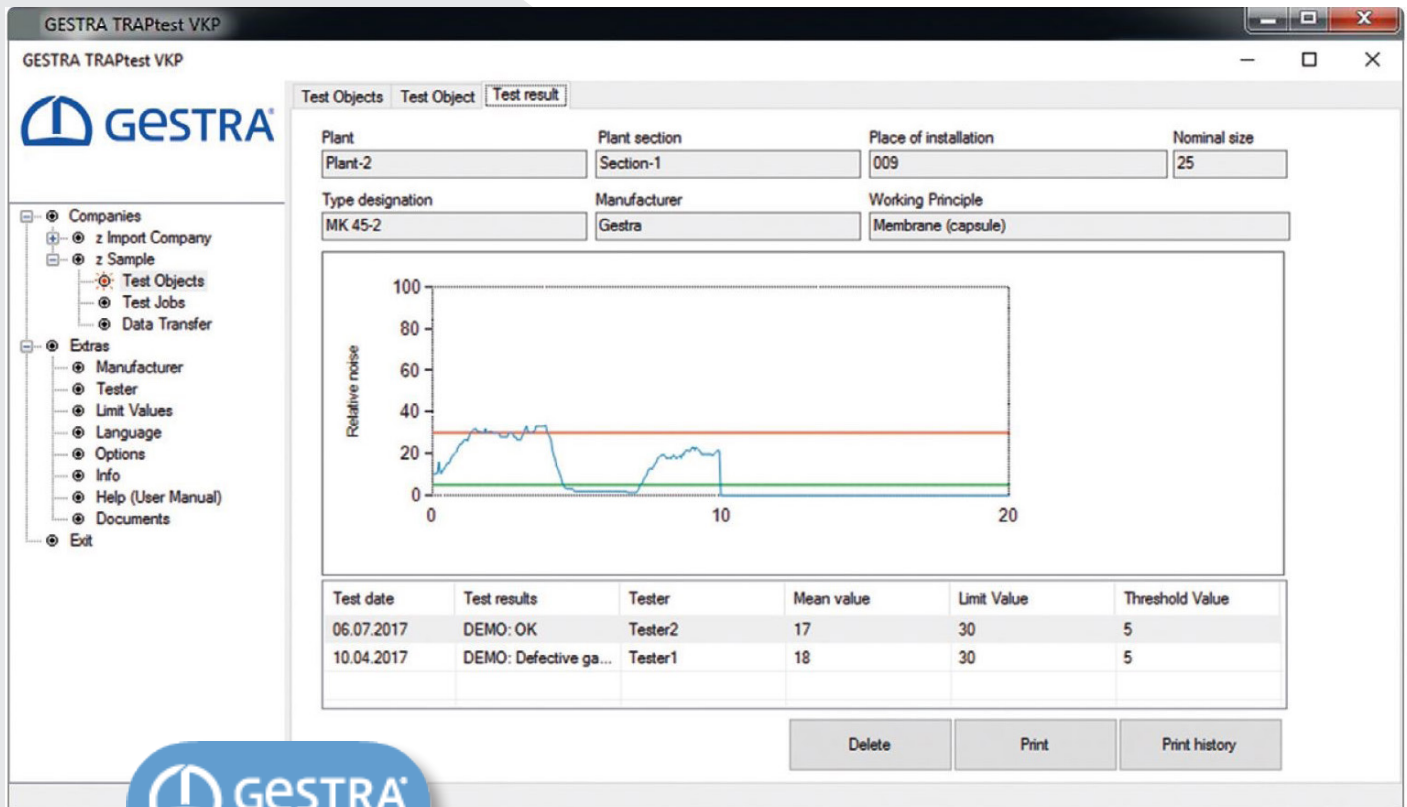 GESTRA TRAPtest VKP
GESTRA TRAPtest VKP
GESTRA
Companies
z Import Company
z Sample
Test Objects
Test Jobs
Data Transfer
Extras
Manufacturer
Tester
Limit Values
Language
Options
Info
Help (User Manual)
Documents
Exit
Test Objects Test Object Test result
Plant Plant section Place of installation Nominal size
Plant-2 Section-1 009 25
Type designation Manufacturer Working Principle
MK 45-2 Gestra Membrane (capsule)
Relative noise
100
80
60
40
20
0
0 10 20
Test date Test results Tester Mean value Limit Value Threshold Value
06.07.2017 DEMO: OK Tester2 17 30 5
10.04.2017 DEMO: Defective ga... Tester1 18 30 5
Delete Print Print history
GESTRA